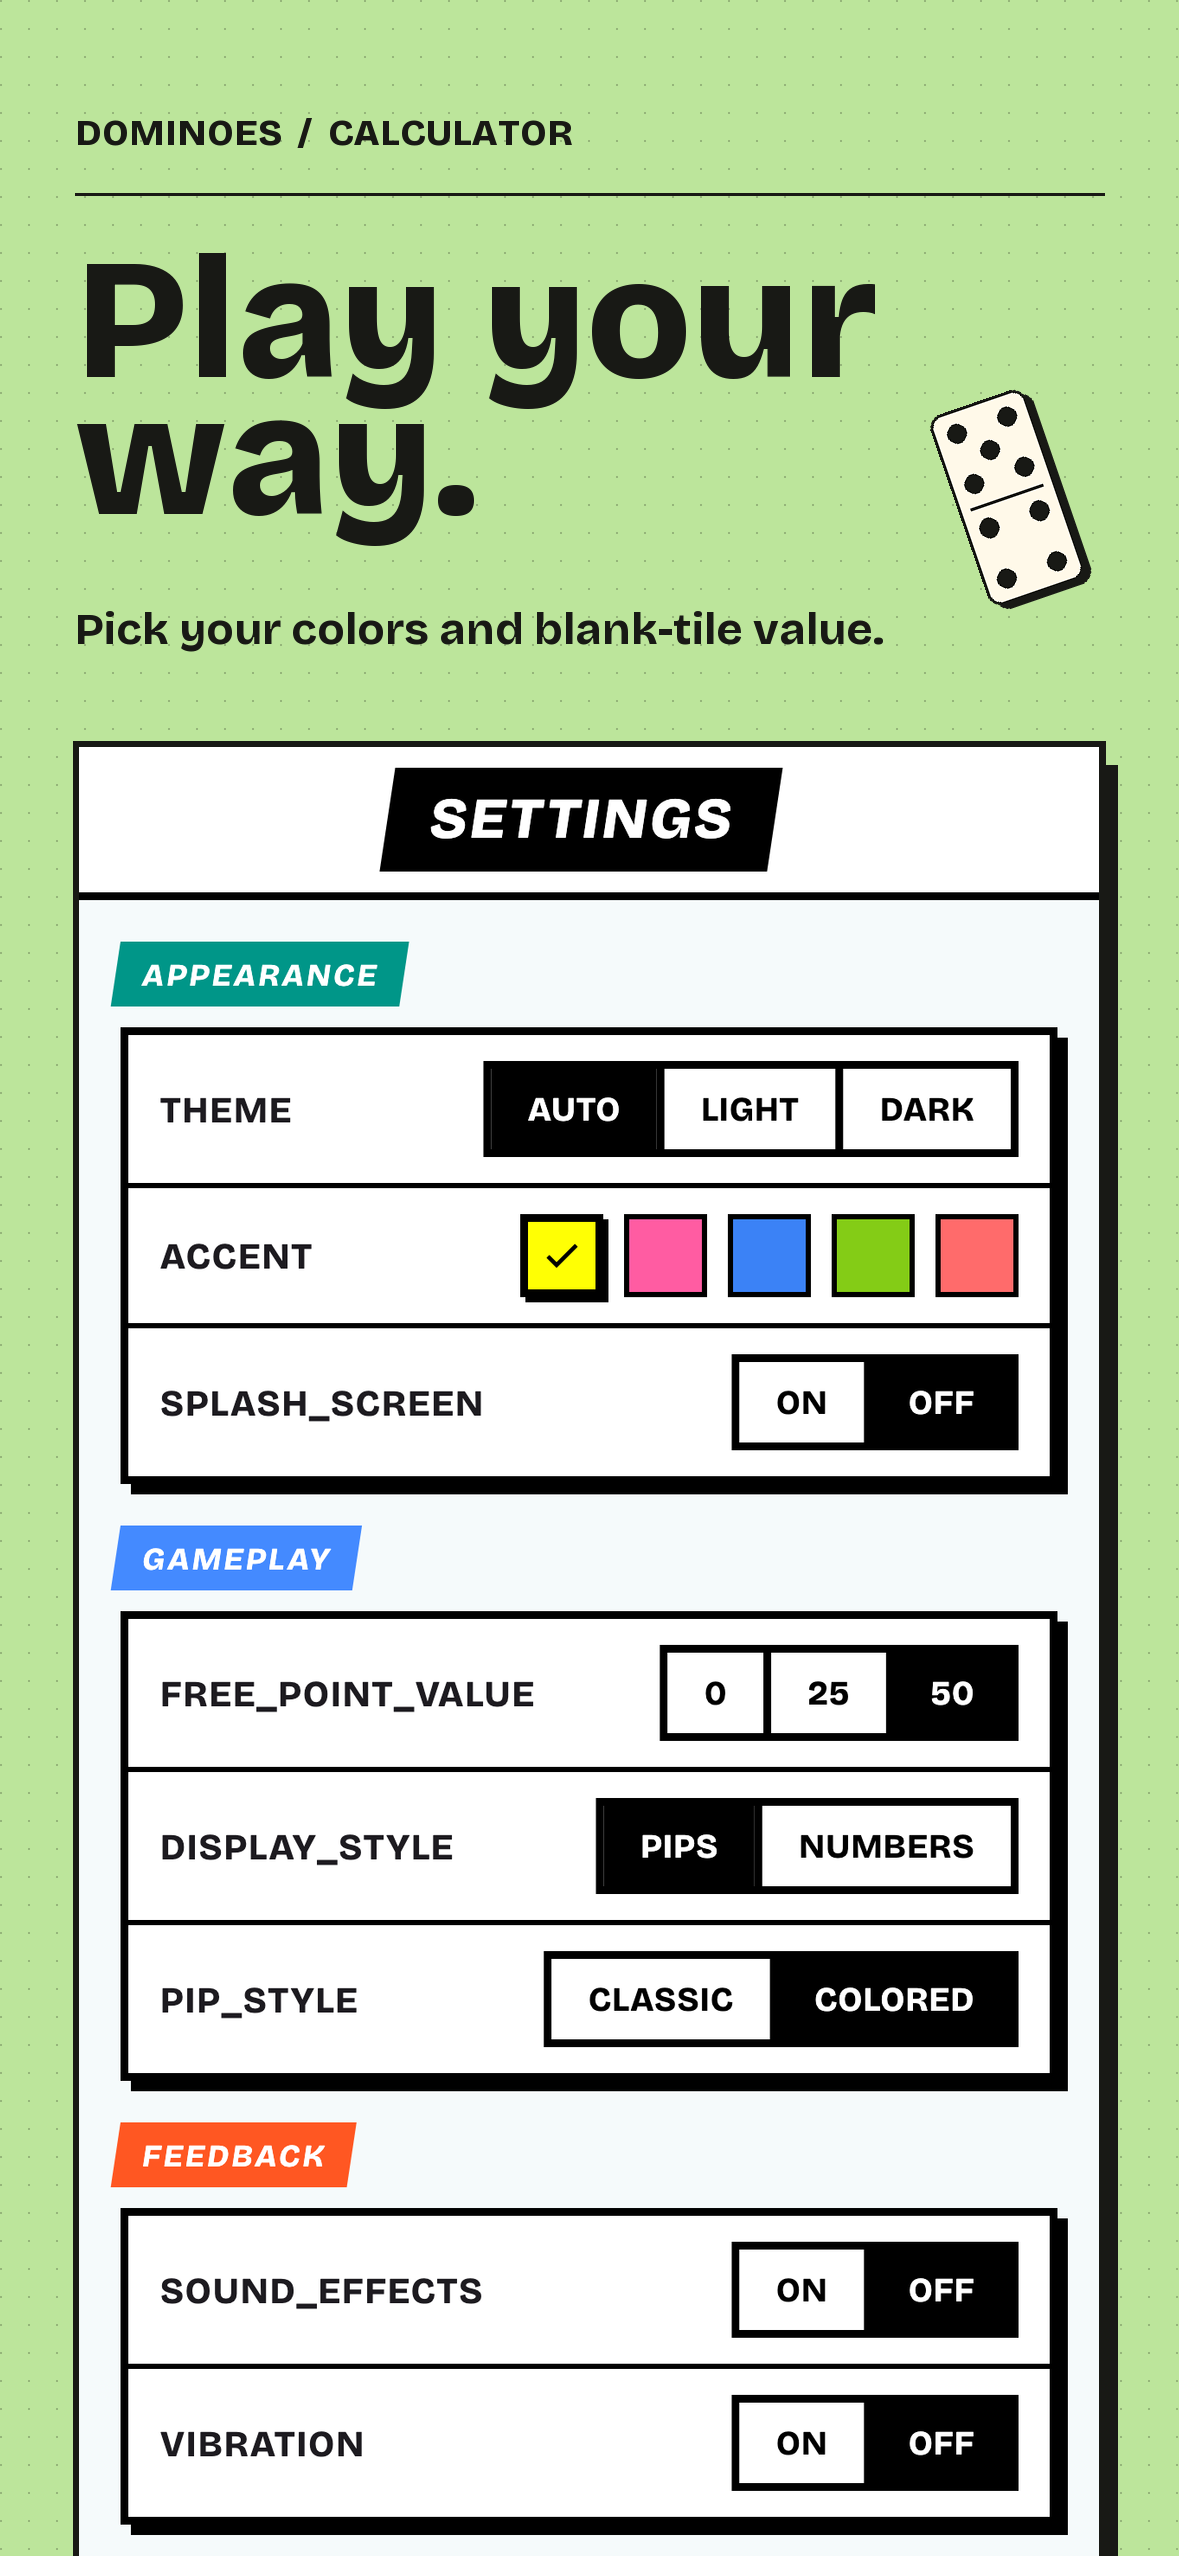 DOMINOES / CALCULATOR
Play your
way.
Pick your colors and blank-tile value.
SETTINGS
APPEARANCE
THEME AUTO LIGHT DARK
ACCENT
SPLASH_SCREEN ON OFF
GAMEPLAY
FREE_POINT_VALUE 0 25 50
DISPLAY_STYLE PIPS NUMBERS
PIP_STYLE CLASSIC COLORED
FEEDBACK
SOUND_EFFECTS ON OFF
VIBRATION ON OFF